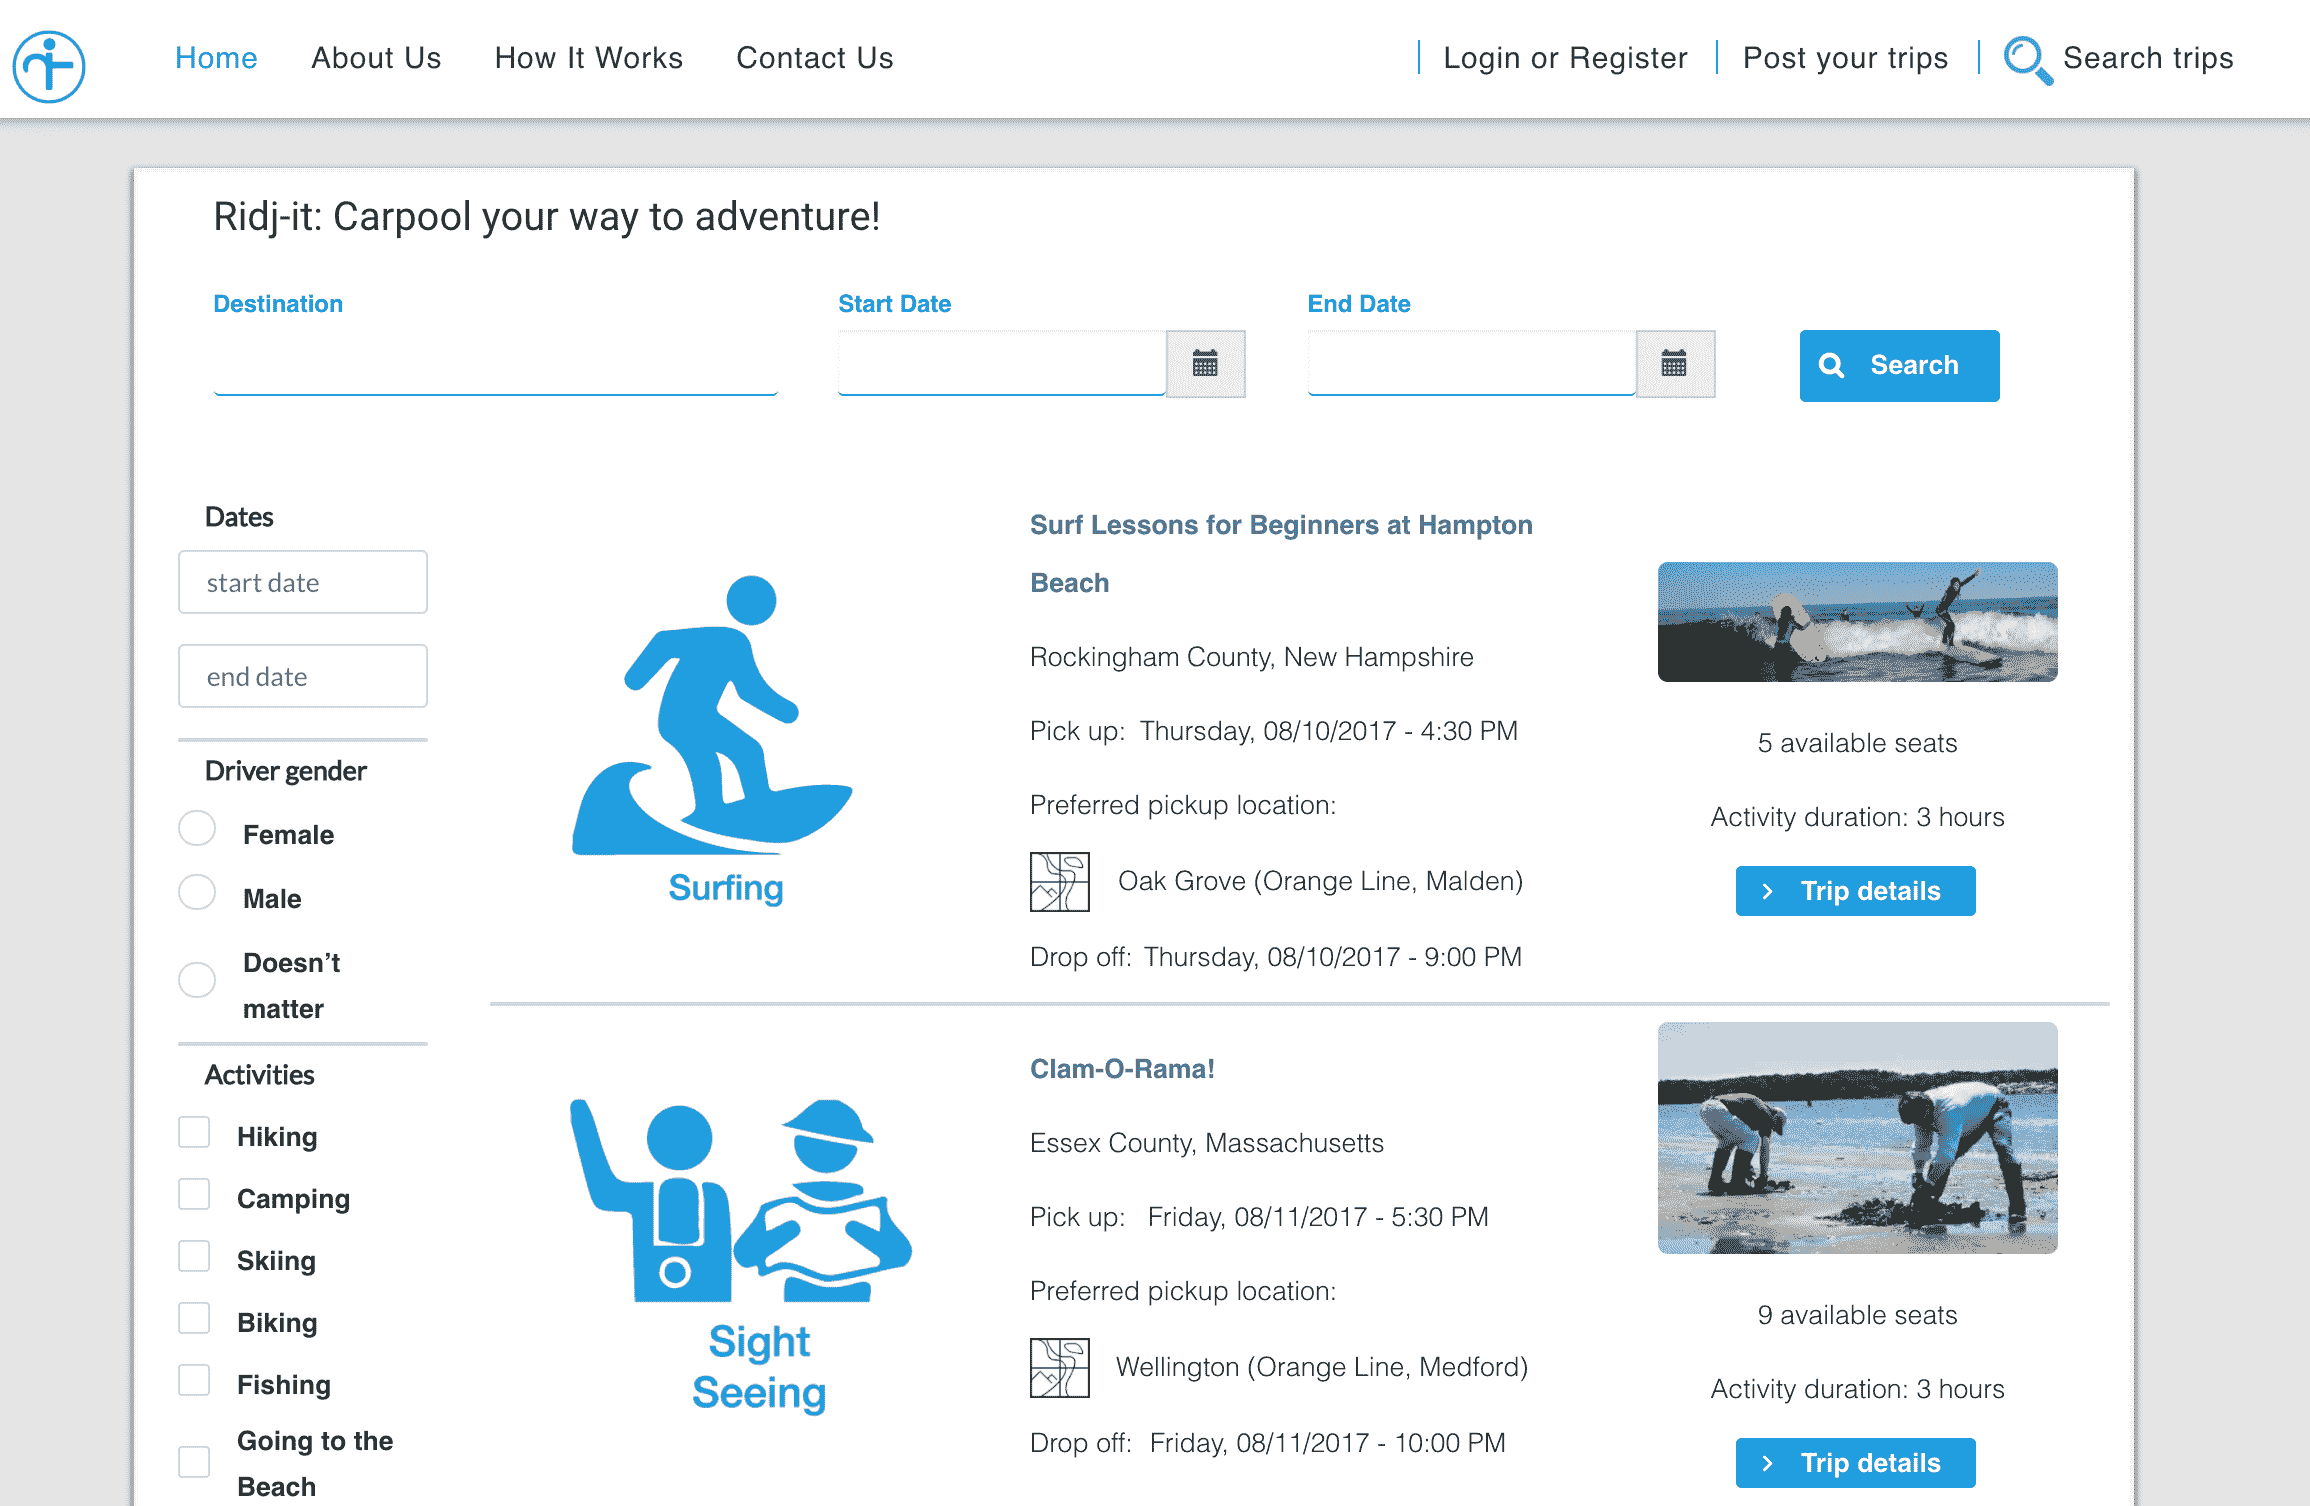 Home About Us How It Works Contact Us Login or Register Post your trips Search trips
Ridj-it: Carpool your way to adventure!
Destination Start Date End Date
Search
Dates
start date
end date
Driver gender
Female
Male
Doesn’t
matter
Activities
Hiking
Camping
Skiing
Biking
Fishing
Going to the
Beach
Surfing
Surf Lessons for Beginners at Hampton
Beach
Rockingham County, New Hampshire
Pick up: Thursday, 08/10/2017 - 4:30 PM
Preferred pickup location:
Oak Grove (Orange Line, Malden)
Drop off: Thursday, 08/10/2017 - 9:00 PM
5 available seats
Activity duration: 3 hours
Trip details
Sight
Seeing
Clam-O-Rama!
Essex County, Massachusetts
Pick up: Friday, 08/11/2017 - 5:30 PM
Preferred pickup location:
Wellington (Orange Line, Medford)
Drop off: Friday, 08/11/2017 - 10:00 PM
9 available seats
Activity duration: 3 hours
Trip details